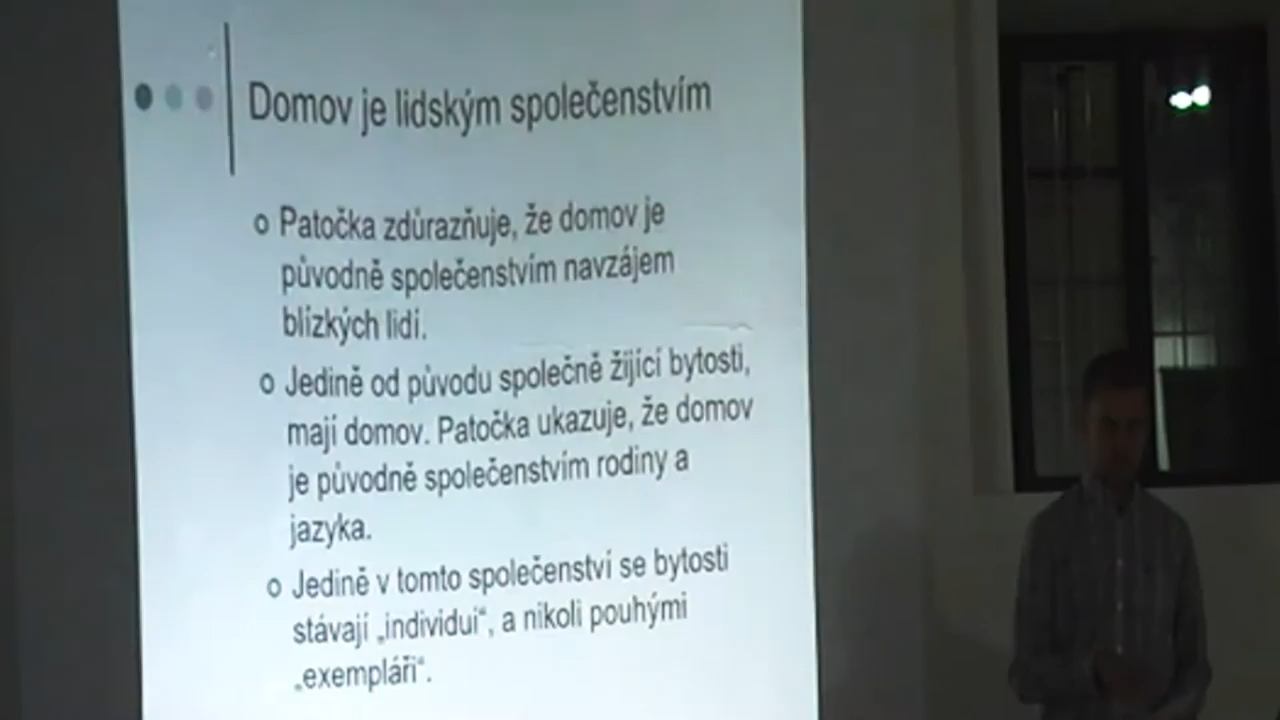 Domov je lidským společenstvím
o Patočka zdůrazňuje, že domov je
původně společenstvím navzájem
blízkých lidí.
o Jedině od původu společně žijící bytosti,
mají domov. Patočka ukazuje, že domov
je původně společenstvím rodiny a
jazyka.
o Jedině v tomto společenství se bytosti
stávají „individui“, a nikoli pouhými
„exempláři“.